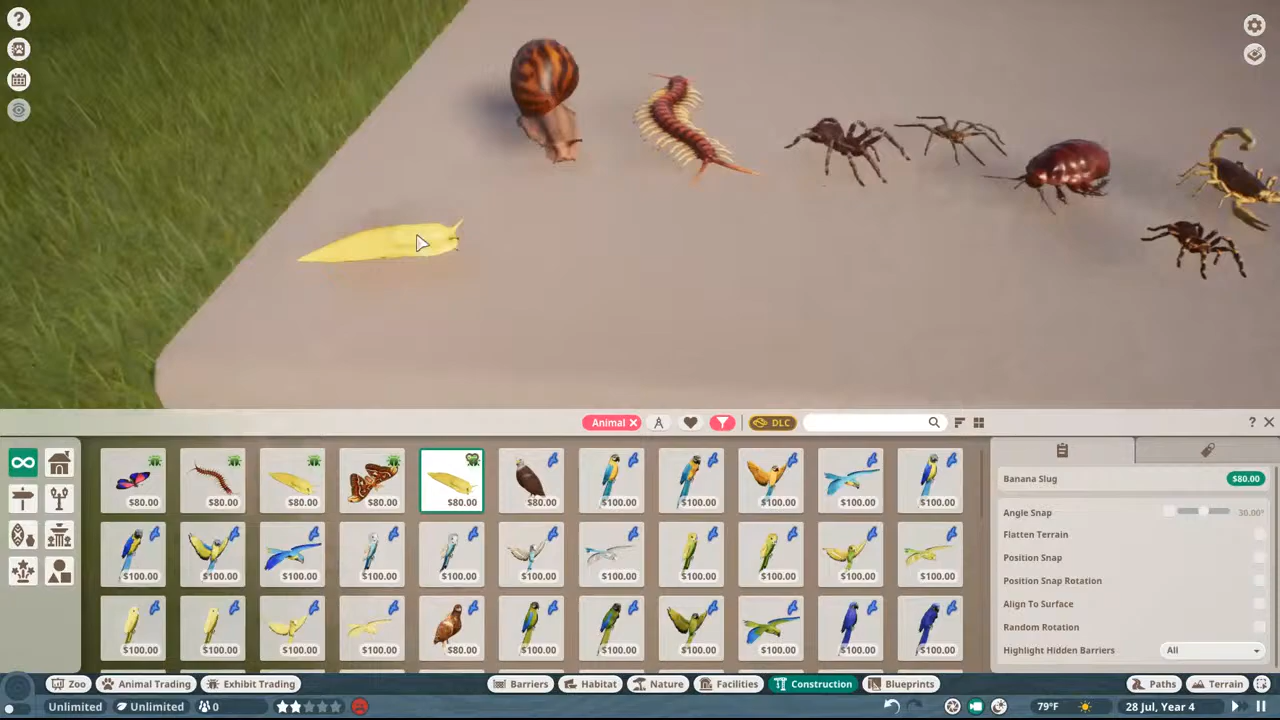 ?
Animal ×
DLC
? ×
$80.00 $80.00 $80.00 $80.00 $80.00 $80.00 $100.00 $100.00 $100.00 $100.00 $100.00
$100.00 $100.00 $100.00 $100.00 $100.00 $100.00 $100.00 $100.00 $100.00 $100.00 $100.00
$100.00 $100.00 $100.00 $100.00 $80.00 $100.00 $100.00 $100.00 $100.00 $100.00 $100.00
Banana Slug $80.00
Angle Snap 30.00°
Flatten Terrain
Position Snap
Position Snap Rotation
Align To Surface
Random Rotation
Highlight Hidden Barriers All
Zoo Animal Trading Exhibit Trading Barriers Habitat Nature Facilities Construction Blueprints Paths Terrain
Unlimited Unlimited 0 79°F 28 Jul, Year 4